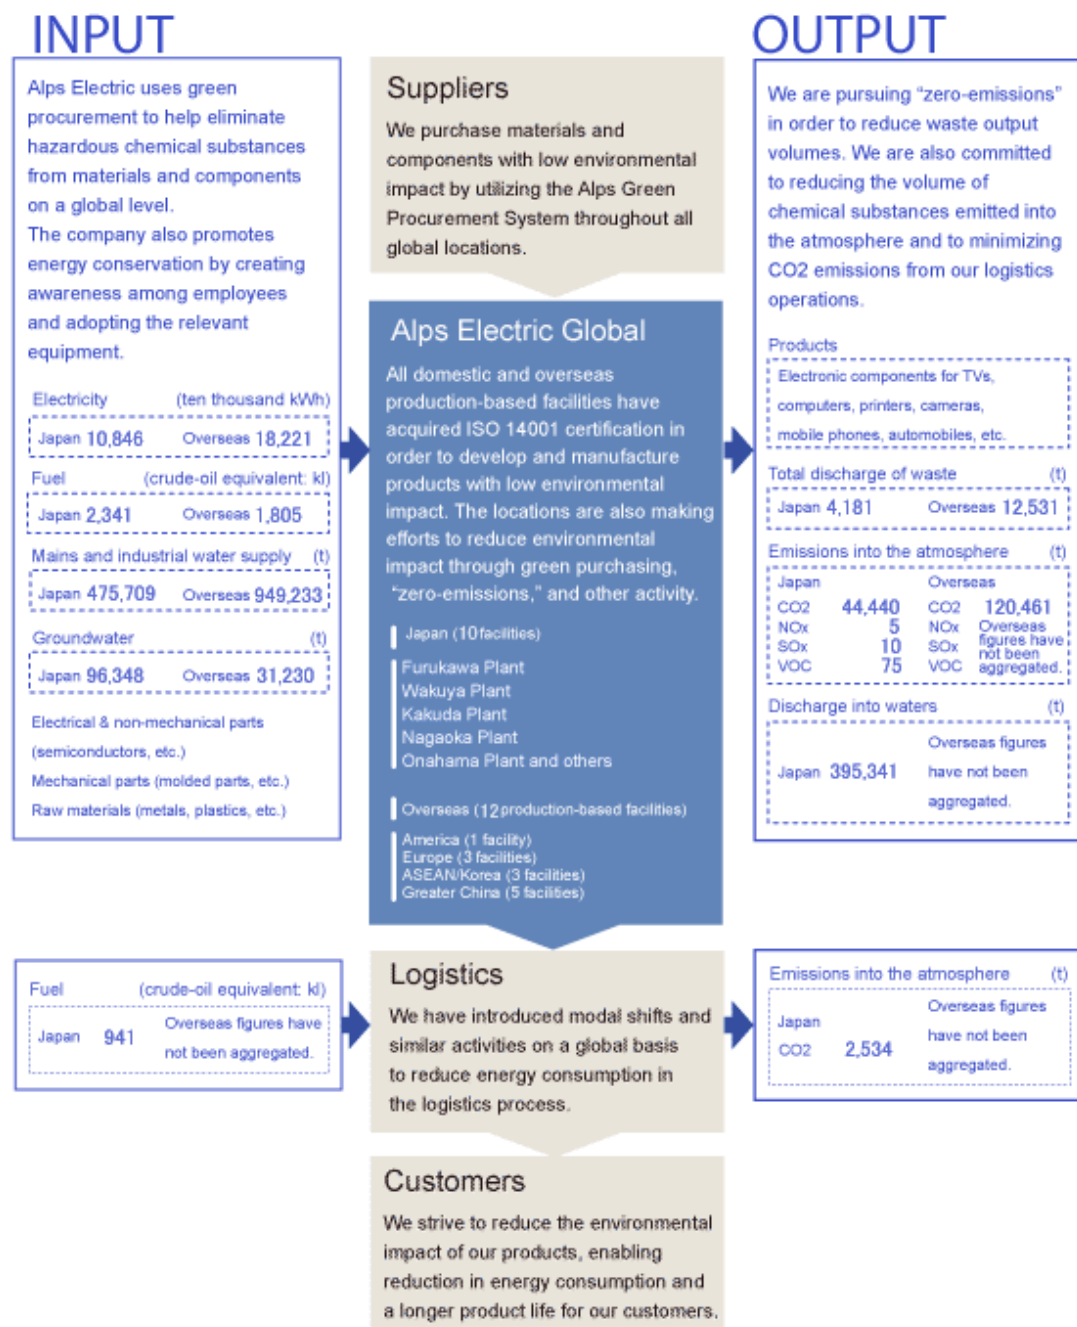 INPUT
Alps Electric uses green
procurement to help eliminate
hazardous chemical substances
from materials and components
on a global level.
The company also promotes
energy conservation by creating
awareness among employees
and adopting the relevant
equipment.
Electricity (ten thousand kWh)
Japan 10,846 Overseas 18,221
Fuel (crude-oil equivalent: kl)
Japan 2,341 Overseas 1,805
Mains and industrial water supply (t)
Japan 475,709 Overseas 949,233
Groundwater (t)
Japan 96,348 Overseas 31,230
Electrical & non-mechanical parts
(semiconductors, etc.)
Mechanical parts (molded parts, etc.)
Raw materials (metals, plastics, etc.)
Suppliers
We purchase materials and
components with low environmental
impact by utilizing the Alps Green
Procurement System throughout all
global locations.
Alps Electric Global
All domestic and overseas
production-based facilities have
acquired ISO 14001 certification in
order to develop and manufacture
products with low environmental
impact. The locations are also making
efforts to reduce environmental
impact through green purchasing,
“zero-emissions,” and other activity.
Japan (10 facilities)
Furukawa Plant
Wakuya Plant
Kakuda Plant
Nagaoka Plant
Onahama Plant and others
Overseas (12 production-based facilities)
America (1 facility)
Europe (3 facilities)
ASEAN/Korea (3 facilities)
Greater China (5 facilities)
OUTPUT
We are pursuing “zero-emissions”
in order to reduce waste output
volumes. We are also committed
to reducing the volume of
chemical substances emitted into
the atmosphere and to minimizing
CO2 emissions from our logistics
operations.
Products
Electronic components for TVs,
computers, printers, cameras,
mobile phones, automobiles, etc.
Total discharge of waste (t)
Japan 4,181 Overseas 12,531
Emissions into the atmosphere (t)
Japan Overseas
CO2 44,440 CO2 120,461
NOx 5 NOx Overseas
SOx 10 SOx figures have
not been
VOC 75 VOC aggregated.
Discharge into waters (t)
Overseas figures
Japan 395,341 have not been
aggregated.
Fuel (crude-oil equivalent: kl)
Japan 941 Overseas figures have
not been aggregated.
Logistics
We have introduced modal shifts and
similar activities on a global basis
to reduce energy consumption in
the logistics process.
Emissions into the atmosphere (t)
Overseas figures
Japan
have not been
CO2 2,534
aggregated.
Customers
We strive to reduce the environmental
impact of our products, enabling
reduction in energy consumption and
a longer product life for our customers.